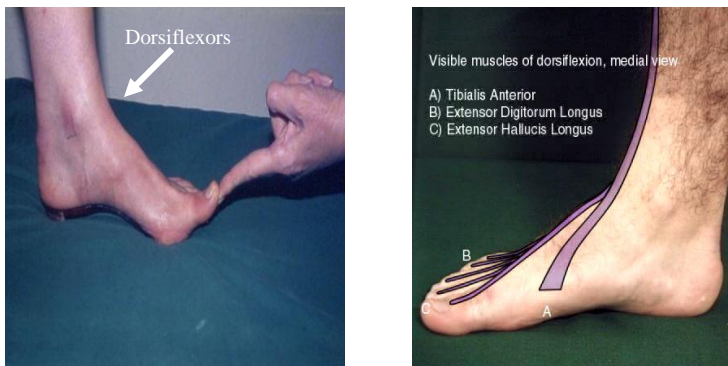 Dorsiflexors
Visible muscles of dorsiflexion, medial view
A) Tibialis Anterior
B) Extensor Digitorum Longus
C) Extensor Hallucis Longus
B
C
A